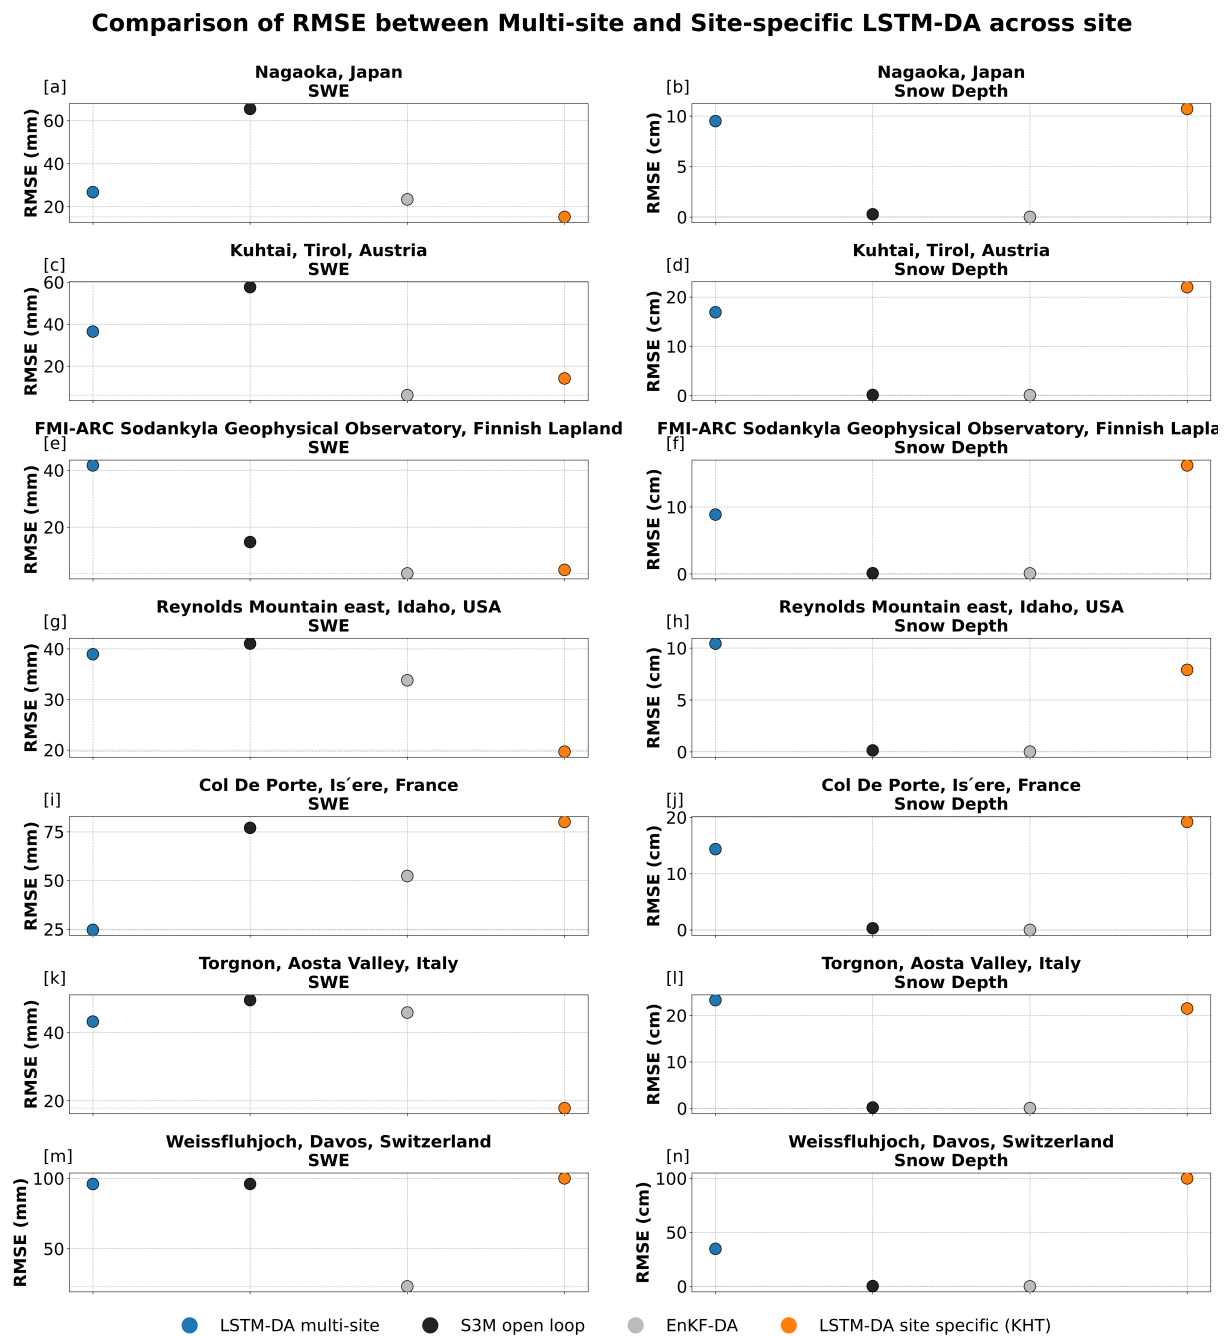 Comparison of RMSE between Multi-site and Site-specific LSTM-DA across site
[a]
Nagaoka, Japan
SWE
RMSE (mm)
60
40
20
[b]
Nagaoka, Japan
Snow Depth
RMSE (cm)
10
5
0
[c]
Kuhtai, Tirol, Austria
SWE
RMSE (mm)
60
40
20
[d]
Kuhtai, Tirol, Austria
Snow Depth
RMSE (cm)
20
10
0
FMI-ARC Sodankyla Geophysical Observatory, Finnish Lapland
[e]
SWE
RMSE (mm)
40
20
FMI-ARC Sodankyla Geophysical Observatory, Finnish Lapla
[f]
Snow Depth
RMSE (cm)
10
0
[g]
Reynolds Mountain east, Idaho, USA
SWE
RMSE (mm)
40
30
20
[h]
Reynolds Mountain east, Idaho, USA
Snow Depth
RMSE (cm)
10
5
0
[i]
Col De Porte, Is´ere, France
SWE
RMSE (mm)
75
50
25
[j]
Col De Porte, Is´ere, France
Snow Depth
RMSE (cm)
20
10
0
[k]
Torgnon, Aosta Valley, Italy
SWE
RMSE (mm)
40
20
[l]
Torgnon, Aosta Valley, Italy
Snow Depth
RMSE (cm)
20
10
0
[m]
Weissfluhjoch, Davos, Switzerland
SWE
RMSE (mm)
100
50
[n]
Weissfluhjoch, Davos, Switzerland
Snow Depth
RMSE (cm)
100
50
0
LSTM-DA multi-site
S3M open loop
EnKF-DA
LSTM-DA site specific (KHT)